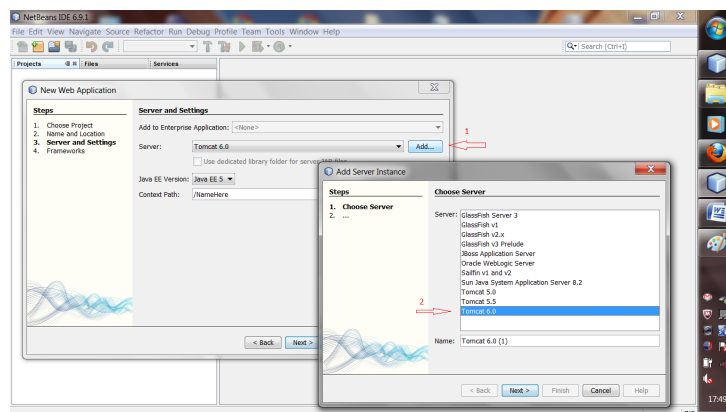 NetBeans IDE 6.9.1
File Edit View Navigate Source Refactor Run Debug Profile Team Tools Window Help
Search (Ctrl+I)
Projects Files Services
New Web Application
Steps
1. Choose Project
2. Name and Location
3. Server and Settings
4. Frameworks
Server and Settings
Add to Enterprise Application: <None>
Server: Tomcat 6.0 Add...
Use dedicated library folder for server JAR files
Java EE Version: Java EE 5
Context Path: /NameHere
< Back Next >
1
Add Server Instance
Steps
1. Choose Server
2. ...
Choose Server
Server: GlassFish Server 3
GlassFish v1
GlassFish v2.x
GlassFish v3 Prelude
JBoss Application Server
Oracle WebLogic Server
Sailfin v1 and v2
Sun Java System Application Server 8.2
Tomcat 5.0
Tomcat 5.5
Tomcat 6.0
2
Name: Tomcat 6.0 (1)
< Back Next > Finish Cancel Help